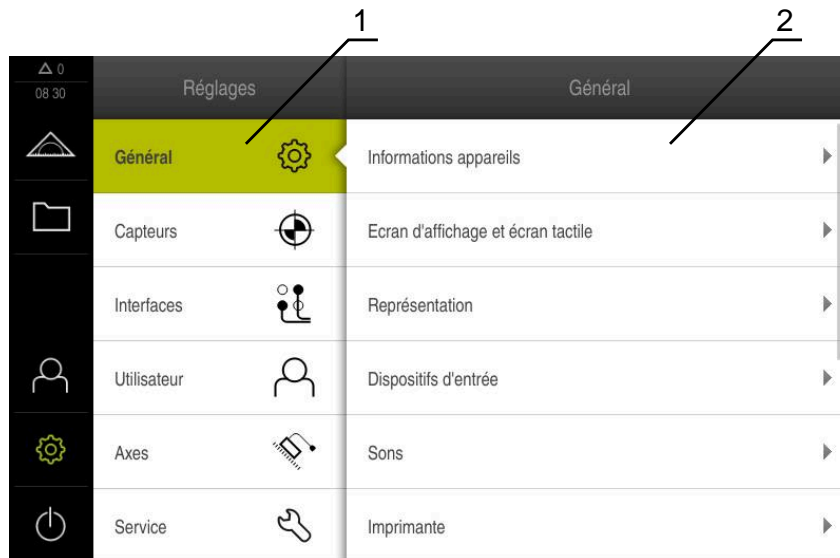 1
2
0
08 30
Réglages
Général
Général
Informations appareils
Capteurs
Ecran d'affichage et écran tactile
Interfaces
Représentation
Utilisateur
Dispositifs d'entrée
Axes
Sons
Service
Imprimante